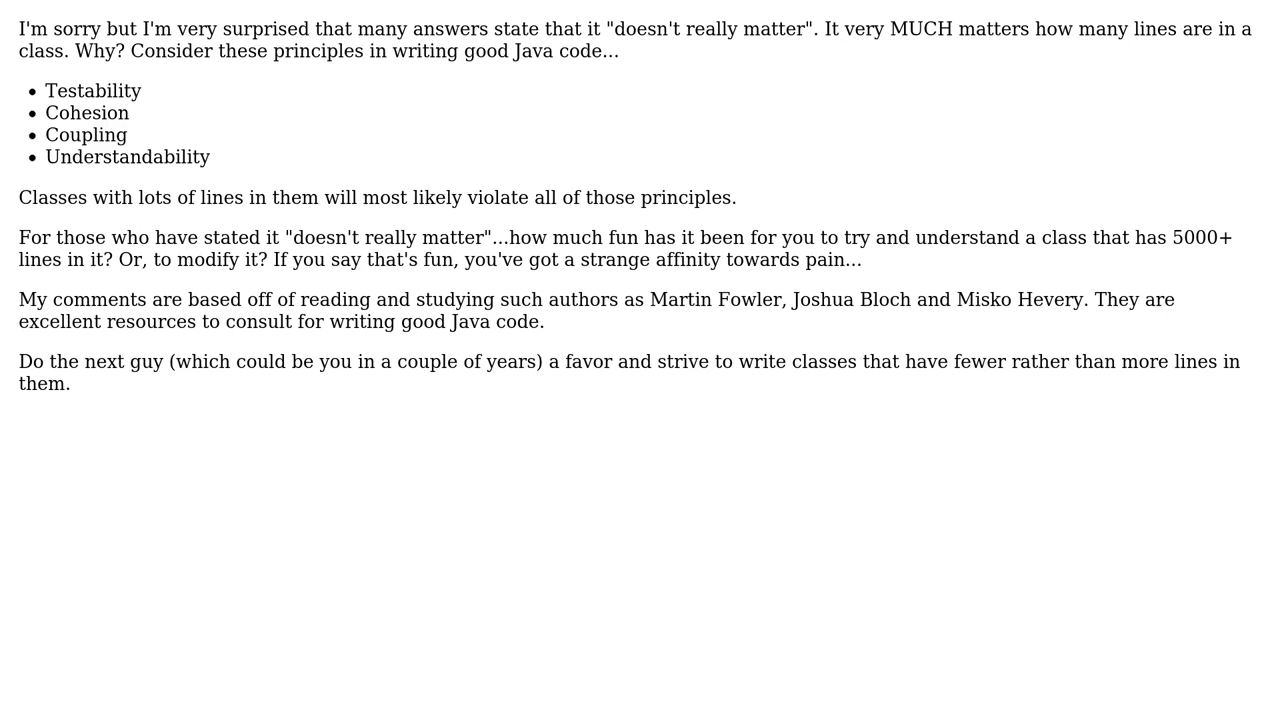 I'm sorry but I'm very surprised that many answers state that it "doesn't really matter". It very MUCH matters how many lines are in a
class. Why? Consider these principles in writing good Java code...
• Testability
• Cohesion
• Coupling
• Understandability
Classes with lots of lines in them will most likely violate all of those principles.
For those who have stated it "doesn't really matter"...how much fun has it been for you to try and understand a class that has 5000+
lines in it? Or, to modify it? If you say that's fun, you've got a strange affinity towards pain...
My comments are based off of reading and studying such authors as Martin Fowler, Joshua Bloch and Misko Hevery. They are
excellent resources to consult for writing good Java code.
Do the next guy (which could be you in a couple of years) a favor and strive to write classes that have fewer rather than more lines in
them.